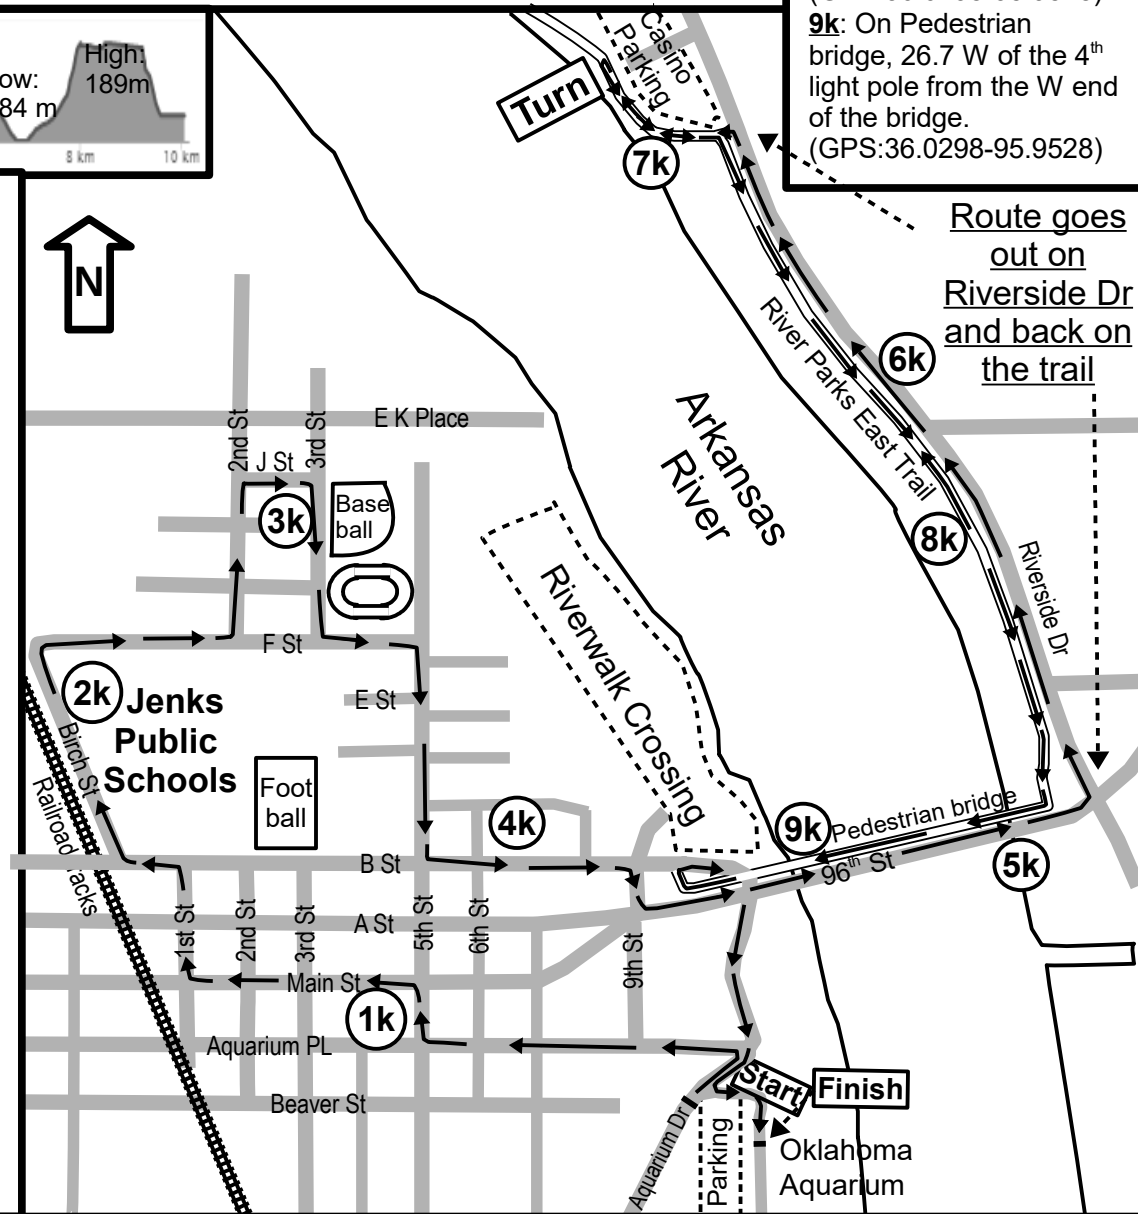 High:
189m
ow:
84 m
8 km
10 km
9k: On Pedestrian
bridge, 26.7 W of the 4th
light pole from the W end
of the bridge.
(GPS:36.0298-95.9528)
Casino
Parking
Turn
7k
N
Route goes
out on
Riverside Dr
and back on
the trail
6k
River Parks East Trail
Arkansas
River
2nd St
3rd St
E K Place
J St
3k
Base
ball
8k
Riverside Dr
Riverwalk Crossing
F St
2k
Jenks
Public
Schools
E St
Birch St
Railroad
racks
Foot
ball
4k
9k
Pedestrian bridge
96th St
5k
B St
1st St
2nd St
3rd St
A St
5th St
6th St
9th St
Main St
1k
Aquarium PL
Start
Finish
Beaver St
Aquarium Dr
Parking
Oklahoma
Aquarium